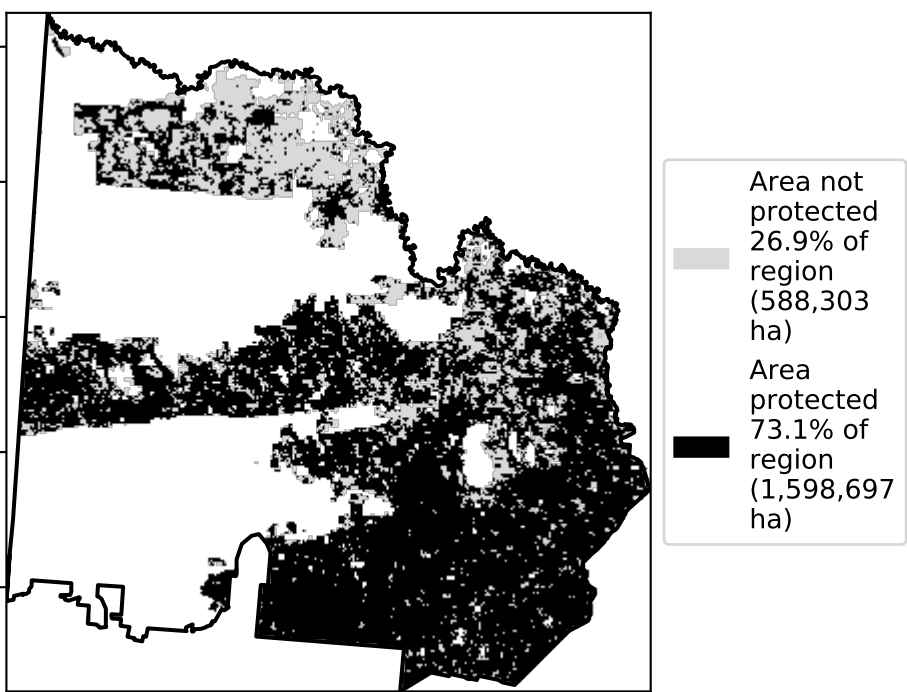 Area not
protected
26.9% of
region
(588,303
ha)
Area
protected
73.1% of
region
(1,598,697
ha)